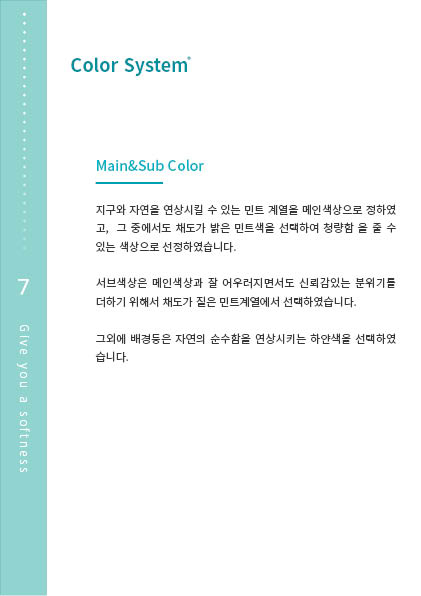 Color System
Main&Sub Color
지구와 자연을 연상시킬 수 있는 민트 계열을 메인색상으로 정하였
고, 그 중에서도 채도가 밝은 민트색을 선택하여 청량함 을 줄 수
있는 색상으로 선정하였습니다.
서브색상은 메인색상과 잘 어우러지면서도 신뢰감있는 분위기를
더하기 위해서 채도가 짙은 민트계열에서 선택하였습니다.
그외에 배경등은 자연의 순수함을 연상시키는 하얀색을 선택하였
습니다.
7
Give you a softness